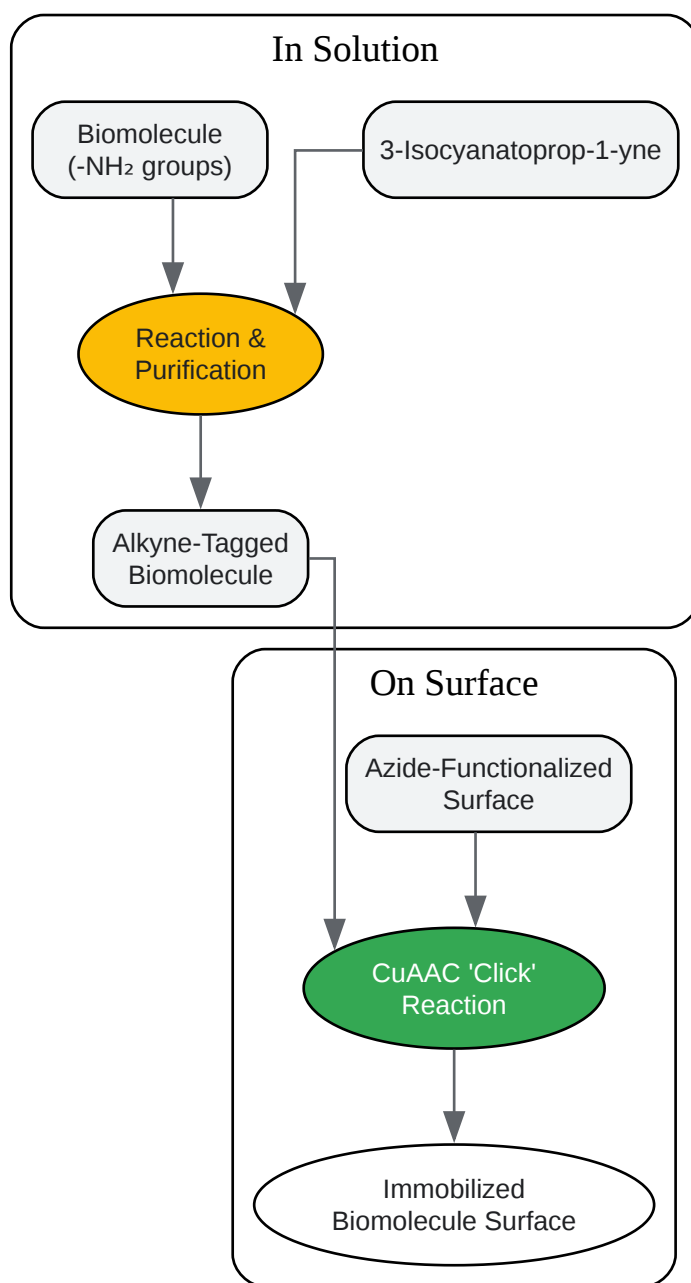 In Solution
Biomolecule
(-NH₂ groups)
3-Isocyanatoprop-1-yne
Reaction &
Purification
Alkyne-Tagged
Biomolecule
On Surface
Azide-Functionalized
Surface
CuAAC 'Click'
Reaction
Immobilized
Biomolecule Surface